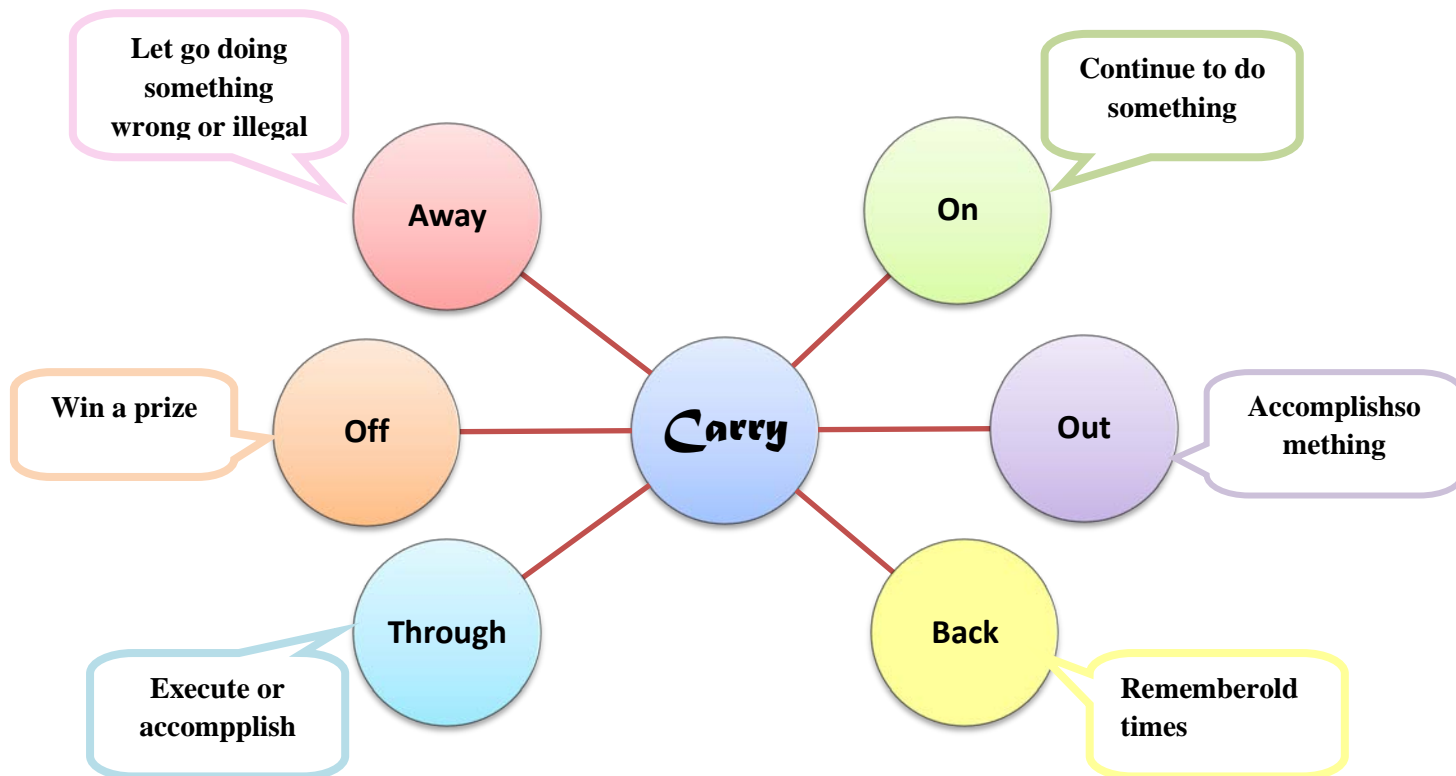 Let go doing
something
wrong or illegal
Continue to do
something
Away
On
Win a prize
Off
Carry
Out
Accomplishso
mething
Through
Back
Execute or
accompplish
Rememberold
times